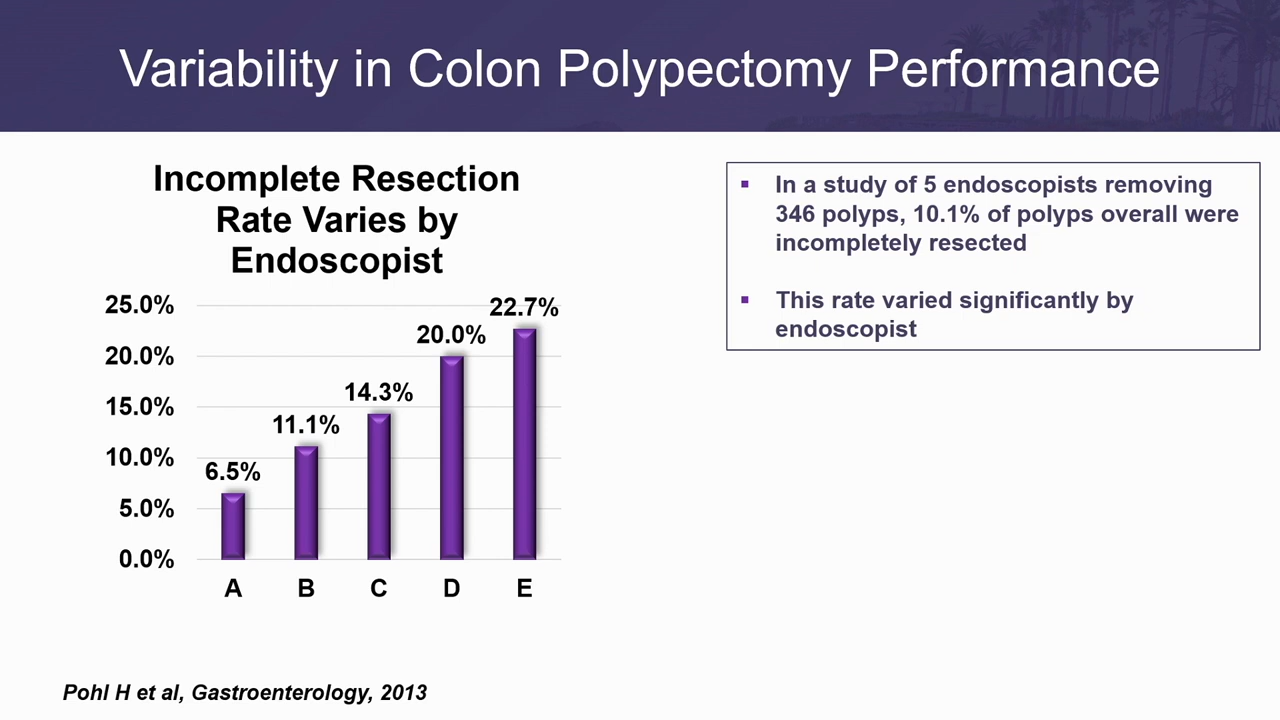 Variability in Colon Polypectomy Performance
Incomplete Resection
Rate Varies by
Endoscopist
25.0%
20.0%
15.0%
10.0%
5.0%
0.0%
6.5%
11.1%
14.3%
20.0%
22.7%
A
B
C
D
E
▪ In a study of 5 endoscopists removing
346 polyps, 10.1% of polyps overall were
incompletely resected
▪ This rate varied significantly by
endoscopist
Pohl H et al, Gastroenterology, 2013